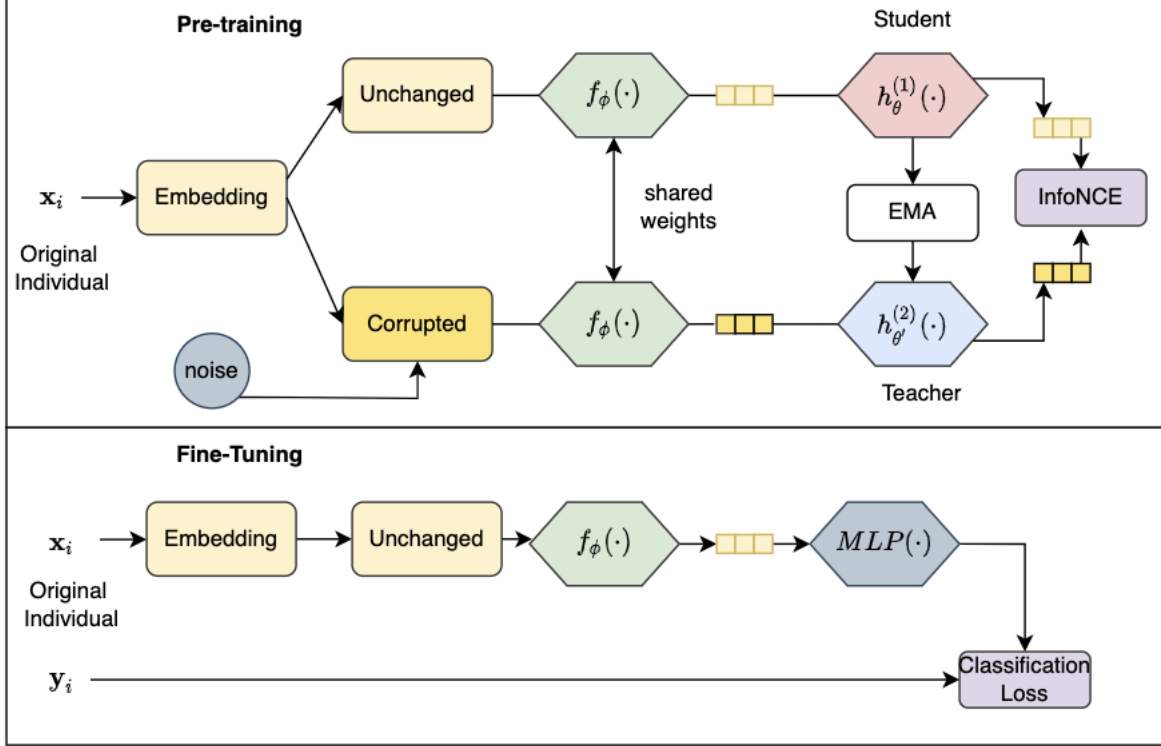 Pre-training
Student
Unchanged
f_ϕ(·)
h_θ^{(1)}(·)
x_i
Embedding
shared
weights
EMA
InfoNCE
Original
Individual
Corrupted
f_ϕ(·)
h_{θ'}^{(2)}(·)
noise
Teacher
Fine-Tuning
x_i
Embedding
Unchanged
f_ϕ(·)
MLP(·)
Original
Individual
y_i
Classification
Loss